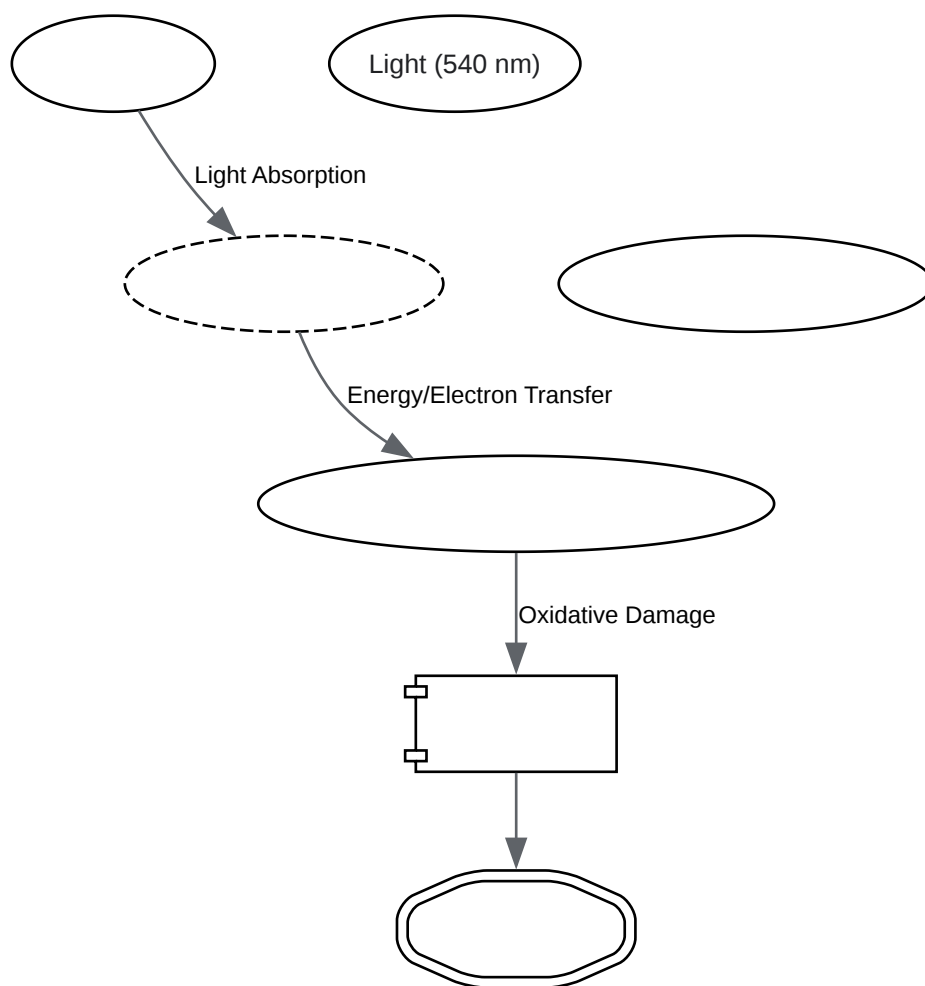 Light (540 nm)
Light Absorption
Energy/Electron Transfer
Oxidative Damage